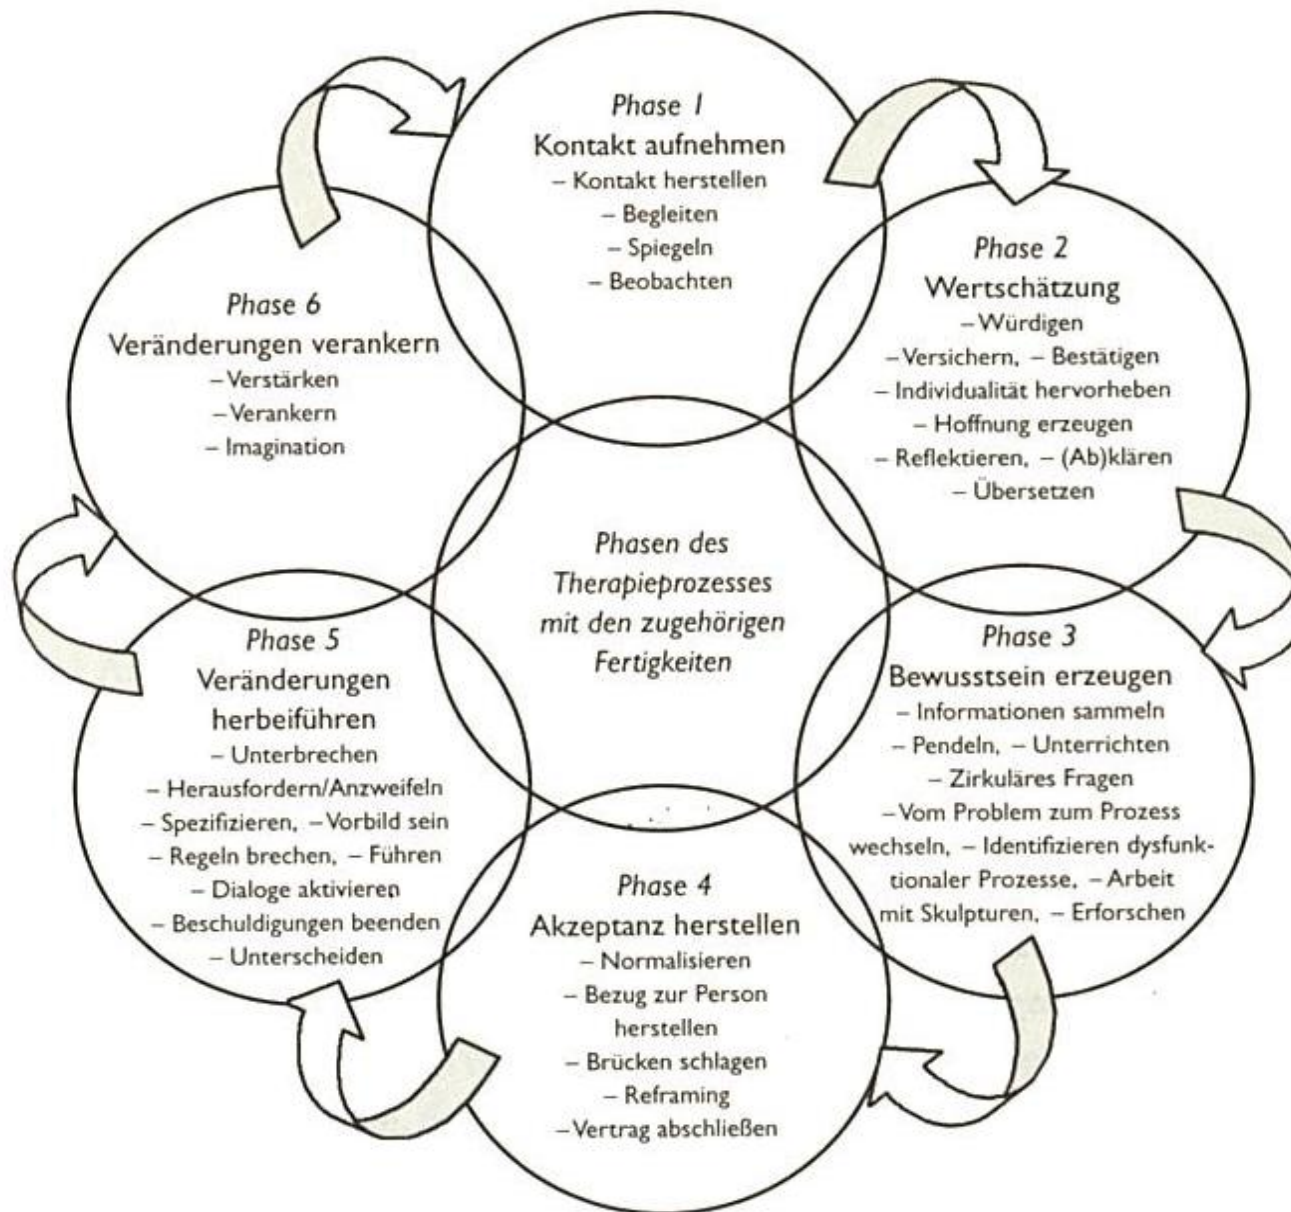 Phase 1
Kontakt aufnehmen
– Kontakt herstellen
– Begleiten
– Spiegeln
– Beobachten
Phase 2
Wertschätzung
– Würdigen
– Versichern, – Bestätigen
– Individualität hervorheben
– Hoffnung erzeugen
– Reflektieren, – (Ab)klären
– Übersetzen
Phase 3
Bewusstsein erzeugen
– Informationen sammeln
– Pendeln, – Unterrichten
– Zirkuläres Fragen
– Vom Problem zum Prozess
wechseln, – Identifizieren dysfunk-
tionaler Prozesse, – Arbeit
mit Skulpturen, – Erforschen
Phase 4
Akzeptanz herstellen
– Normalisieren
– Bezug zur Person
herstellen
– Brücken schlagen
– Reframing
– Vertrag abschließen
Phase 5
Veränderungen
herbeiführen
– Unterbrechen
– Herausfordern/Anzweifeln
– Spezifizieren, – Vorbild sein
– Regeln brechen, – Führen
– Dialoge aktivieren
– Beschuldigungen beenden
– Unterscheiden
Phase 6
Veränderungen verankern
– Verstärken
– Verankern
– Imagination
Phasen des
Therapieprozesses
mit den zugehörigen
Fertigkeiten